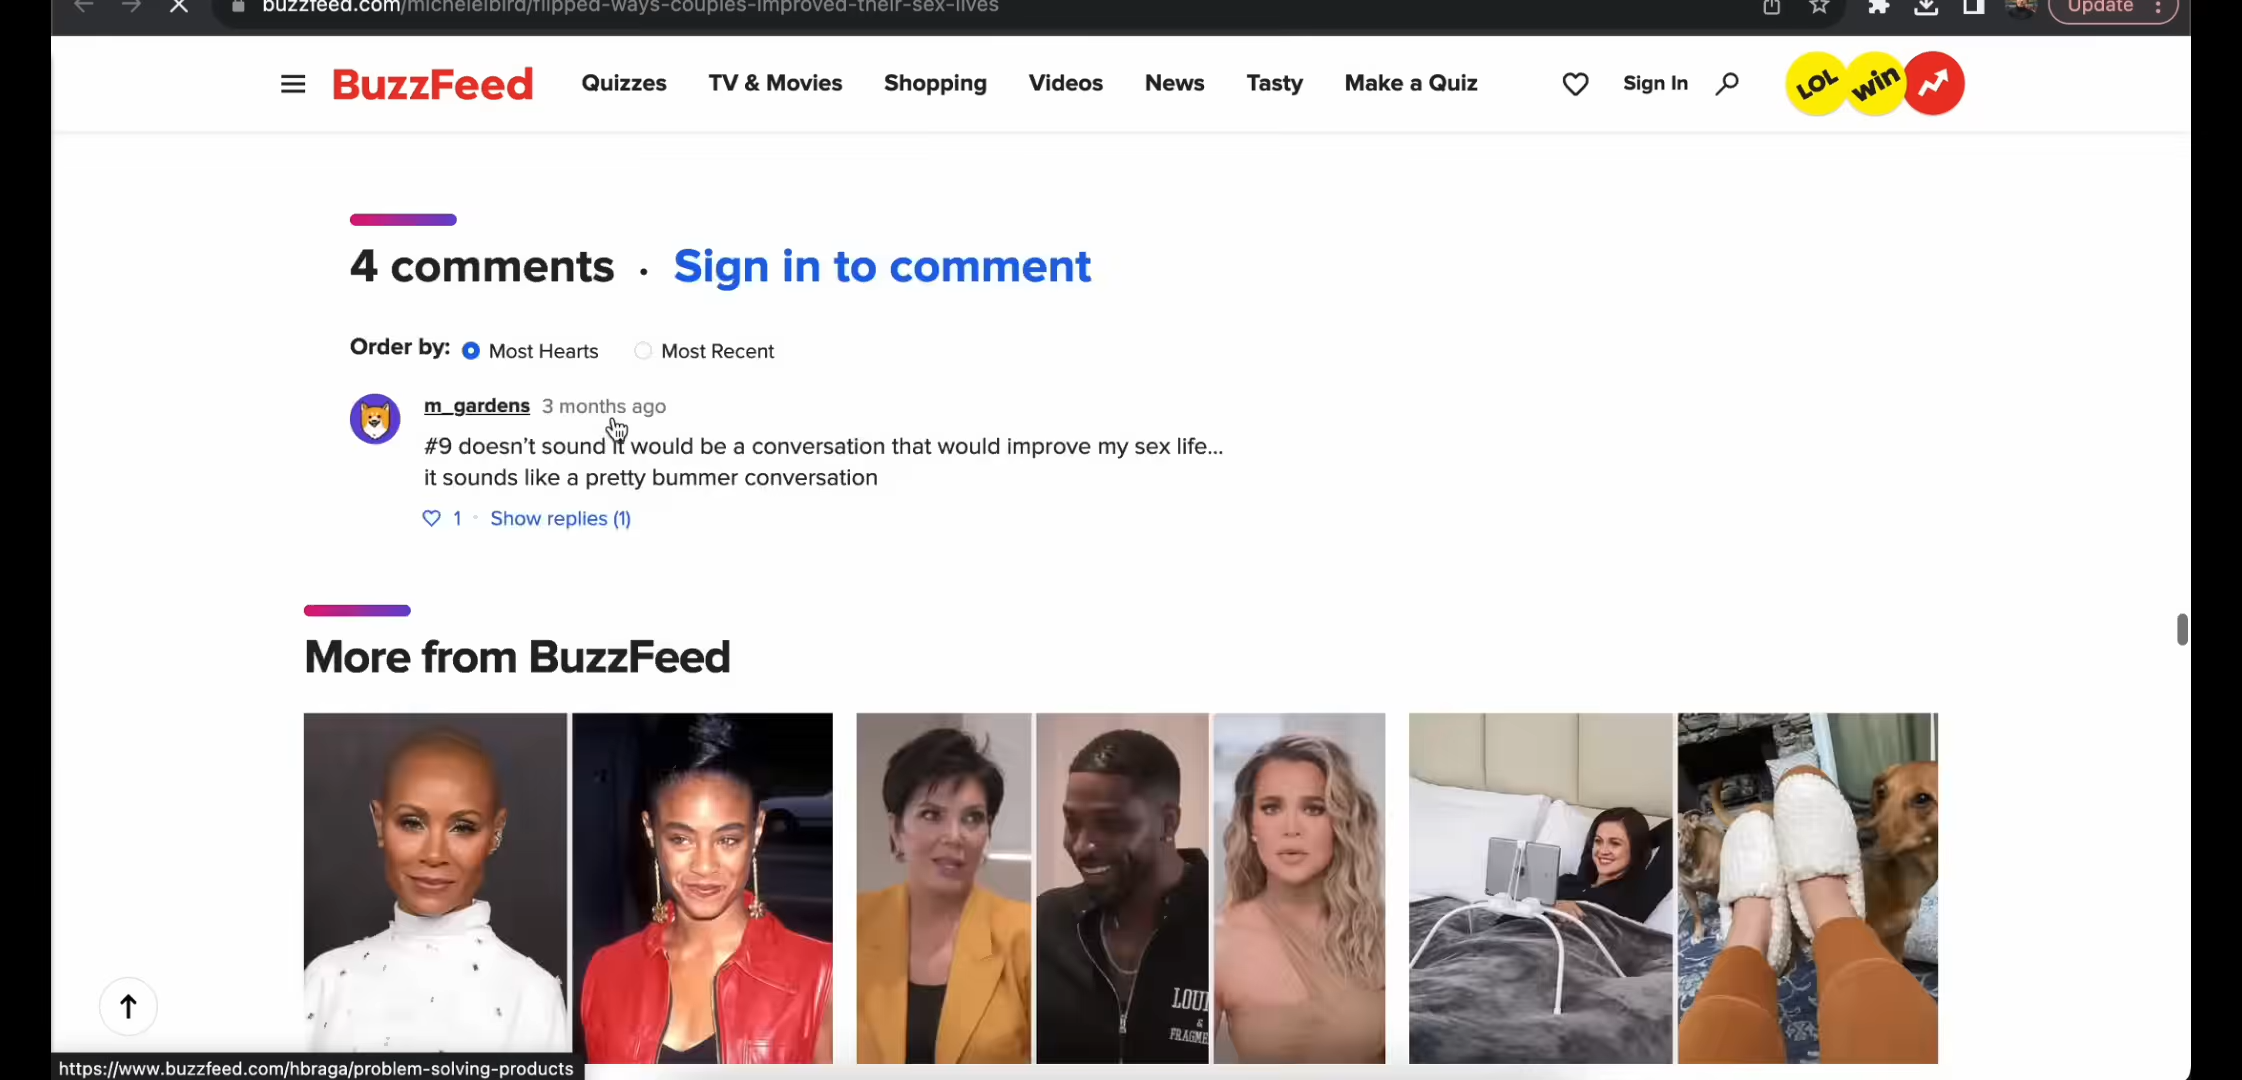 buzzfeed.com/michelelbird/flipped-ways-couples-improved-their-sex-lives
Update
BuzzFeed
Quizzes
TV & Movies
Shopping
Videos
News
Tasty
Make a Quiz
Sign In
LOL
win
4 comments · Sign in to comment
Order by: Most Hearts Most Recent
m_gardens 3 months ago
#9 doesn’t sound it would be a conversation that would improve my sex life...
it sounds like a pretty bummer conversation
1 · Show replies (1)
More from BuzzFeed
LOUI
&
FRAGME
https://www.buzzfeed.com/hbraga/problem-solving-products